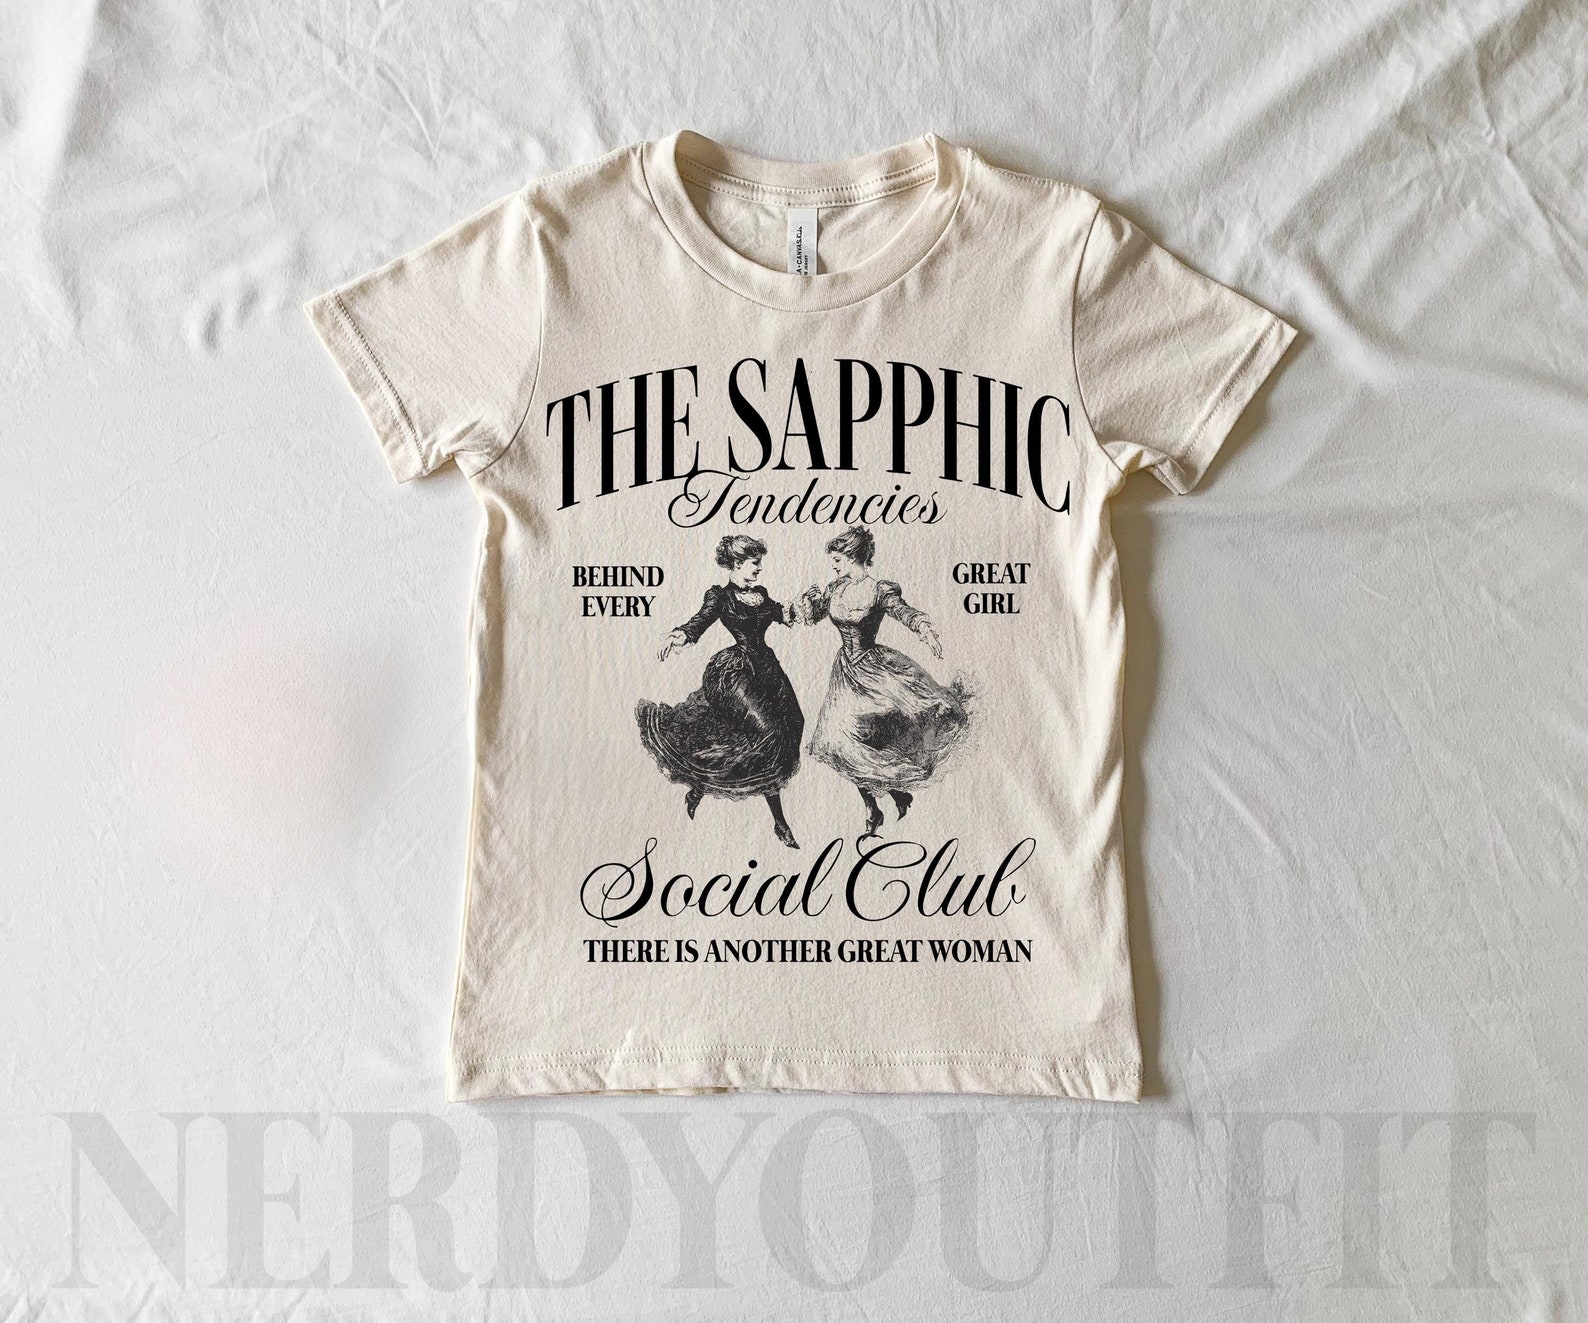 THE SAPPHIC
Tendencies
BEHIND
EVERY
GREAT
GIRL
Social Club
THERE IS ANOTHER GREAT WOMAN
NERDYOUTFIT